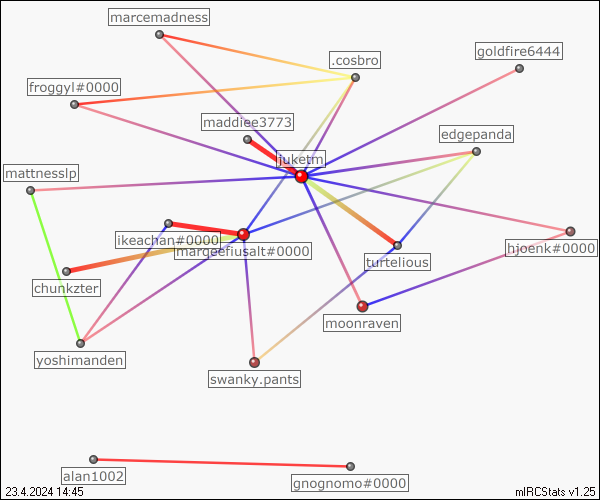 marcemadness
.cosbro
goldfire6444
froggyl#0000
maddiee3773
edgepanda
juketm
mattnesslp
ikeachan#0000
marqeefiusalt#0000
bjoenk#0000
turtelious
chunkzter
moonraven
yoshimanden
swanky.pants
alan1002
gnognomo#0000
23.4.2024 14:45
mIRCStats v1.25